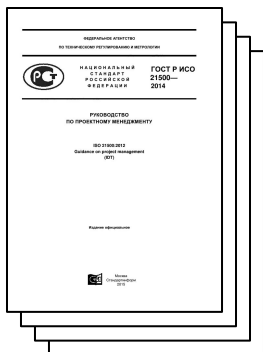 ФЕДЕРАЛЬНОЕ АГЕНТСТВО
ПО ТЕХНИЧЕСКОМУ РЕГУЛИРОВАНИЮ И МЕТРОЛОГИИ
НАЦИОНАЛЬНЫЙ
СТАНДАРТ
РОССИЙСКОЙ
ФЕДЕРАЦИИ
ГОСТ Р ИСО
21500—
2014
РУКОВОДСТВО
ПО ПРОЕКТНОМУ МЕНЕДЖМЕНТУ
ISO 21500:2012
Guidance on project management
(IDT)
Издание официальное
Москва
Стандартинформ
2015